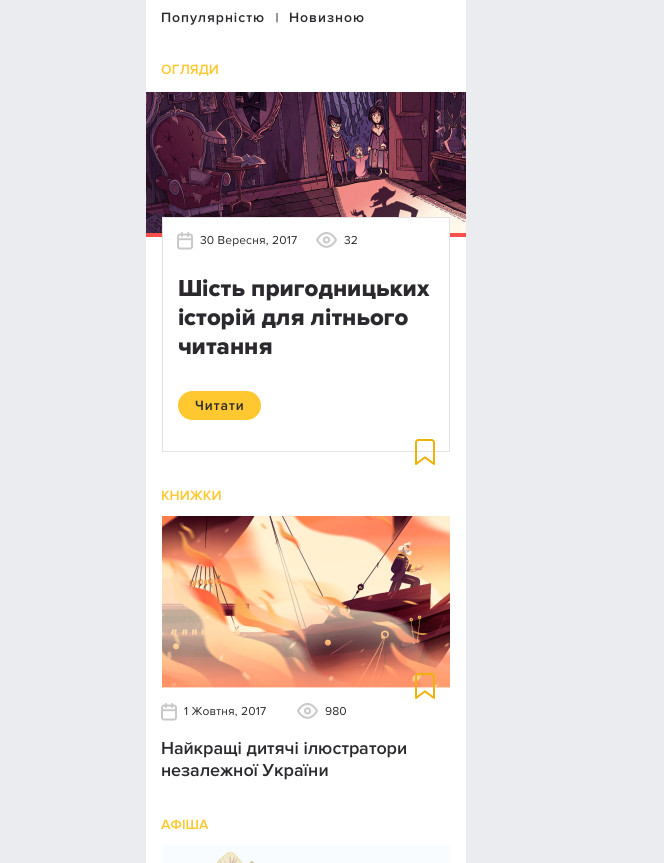 Популярністю | Новизною
ОГЛЯДИ
30 Вересня, 2017 32
Шість пригодницьких
історій для літнього
читання
Читати
КНИЖКИ
1 Жовтня, 2017 980
Найкращі дитячі ілюстратори
незалежної України
АФІША